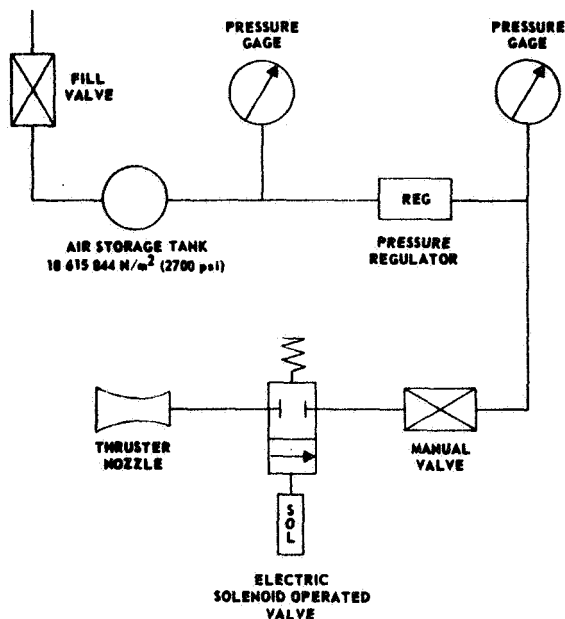 PRESSURE
GAGE
PRESSURE
GAGE
FILL
VALVE
REG
AIR STORAGE TANK
18 615 844 N/m² (2700 psi)
PRESSURE
REGULATOR
THRUSTER
NOZZLE
MANUAL
VALVE
SOL
ELECTRIC
SOLENOID OPERATED
VALVE